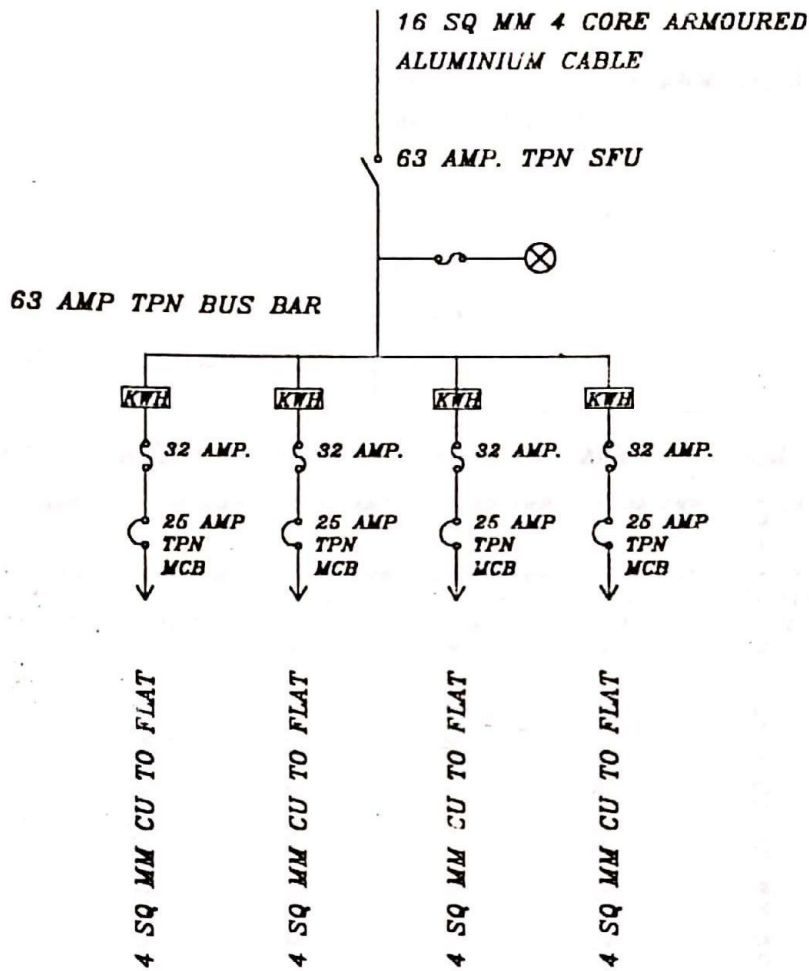 16 SQ MM 4 CORE ARMOURED
ALUMINIUM CABLE
63 AMP. TPN SFU
63 AMP TPN BUS BAR
KWH
KWH
KWH
KWH
32 AMP.
32 AMP.
32 AMP.
32 AMP.
25 AMP
TPN
MCB
25 AMP
TPN
MCB
25 AMP
TPN
MCB
25 AMP
TPN
MCB
4 SQ MM CU TO FLAT
4 SQ MM CU TO FLAT
4 SQ MM CU TO FLAT
4 SQ MM CU TO FLAT